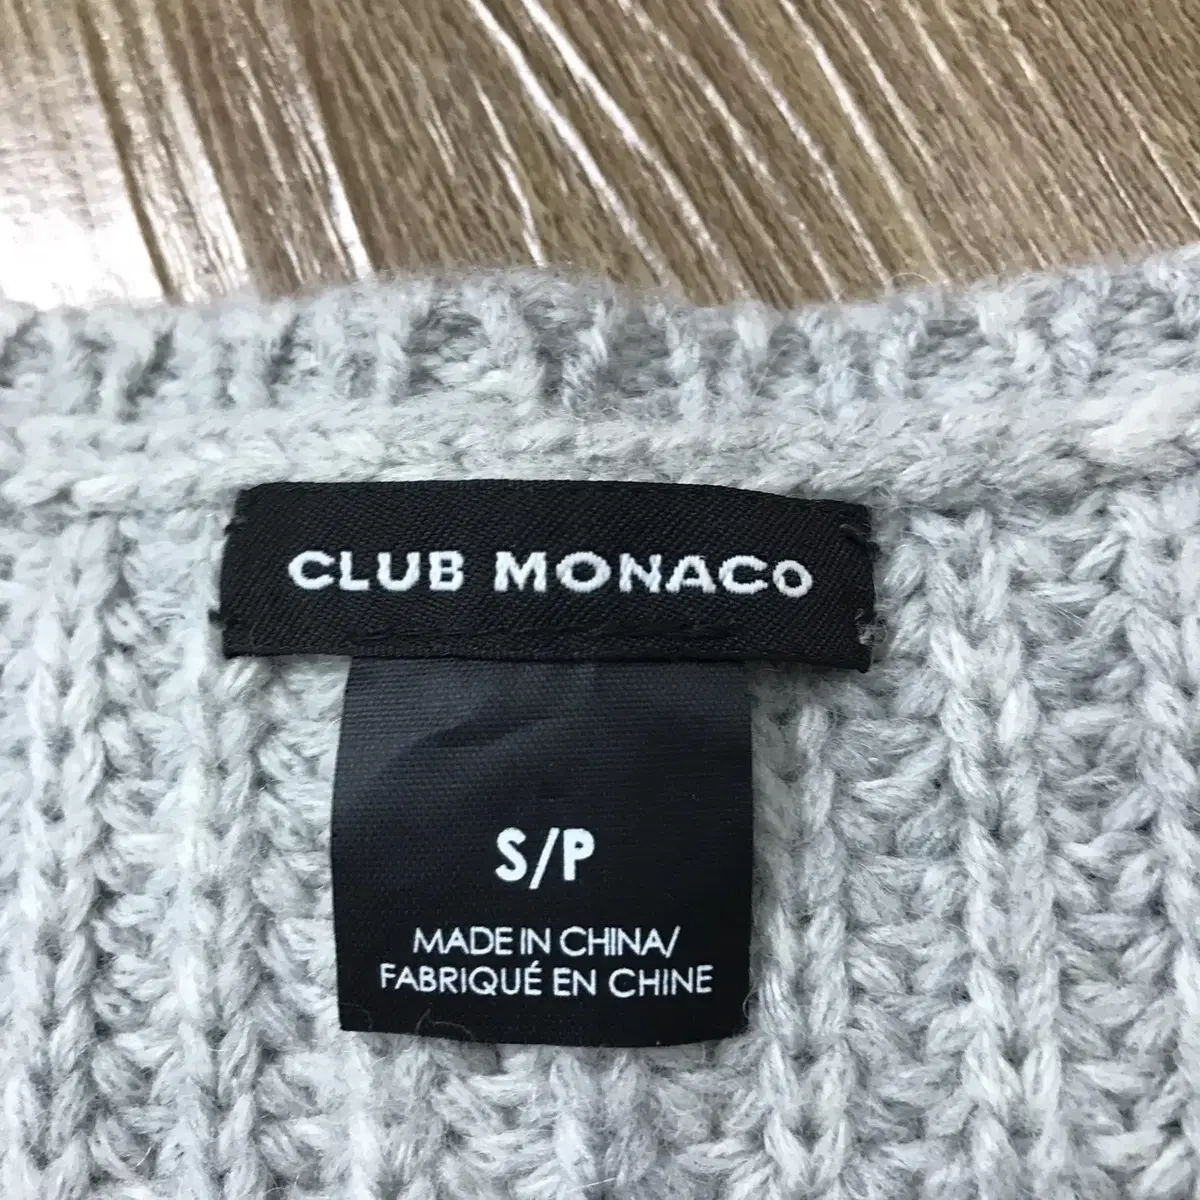 CLUB MONACO
S/P
MADE IN CHINA/
FABRIQUÉ EN CHINE